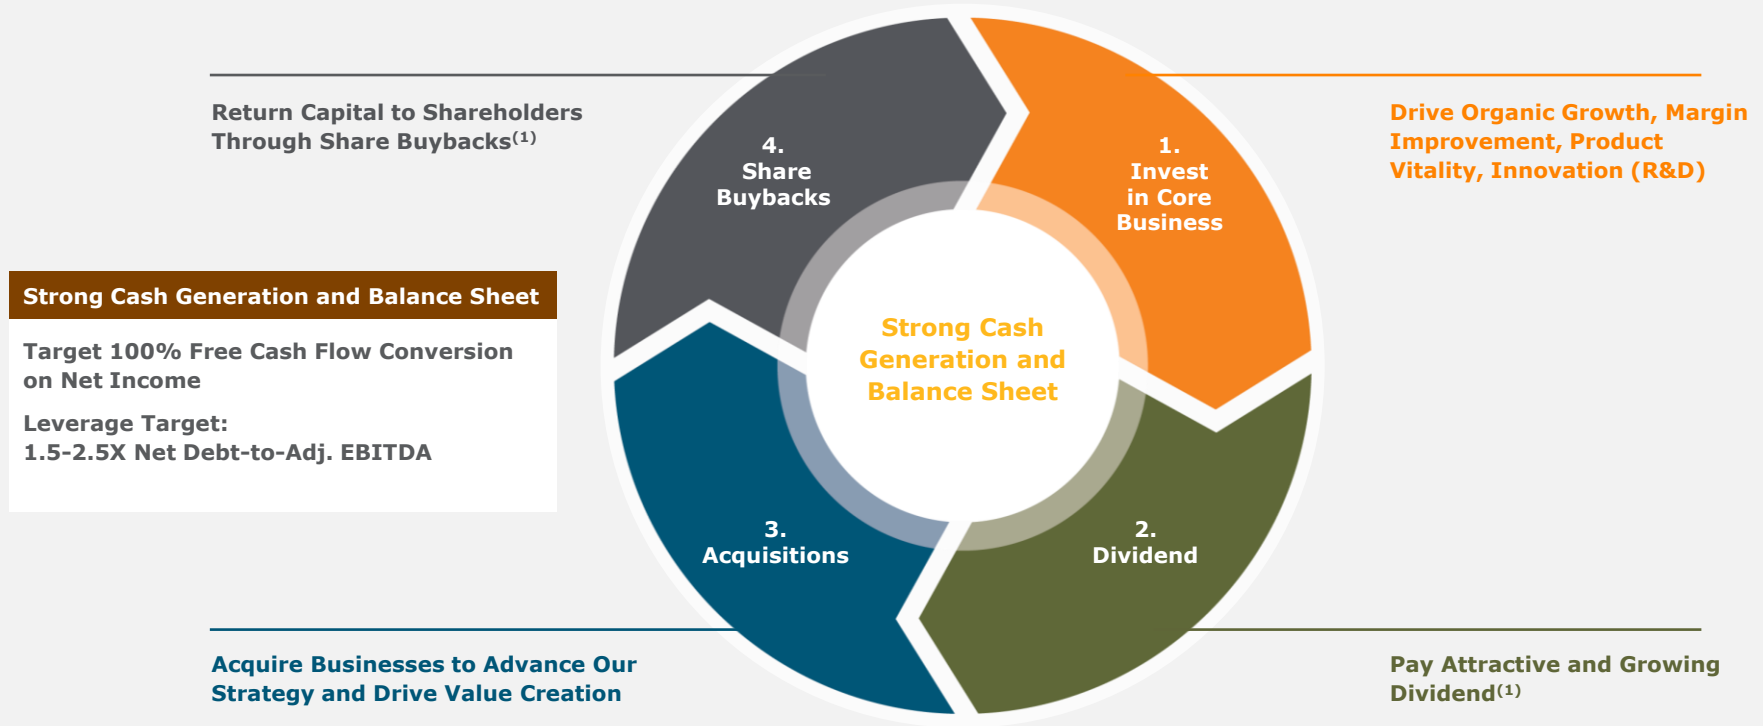 Return Capital to Shareholders
Through Share Buybacks(1)
4.
Share
Buybacks
1.
Invest
in Core
Business
Drive Organic Growth, Margin
Improvement, Product
Vitality, Innovation (R&D)
Strong Cash Generation and Balance Sheet
Target 100% Free Cash Flow Conversion
on Net Income
Leverage Target:
1.5-2.5X Net Debt-to-Adj. EBITDA
Strong Cash
Generation and
Balance Sheet
3.
Acquisitions
2.
Dividend
Acquire Businesses to Advance Our
Strategy and Drive Value Creation
Pay Attractive and Growing
Dividend(1)